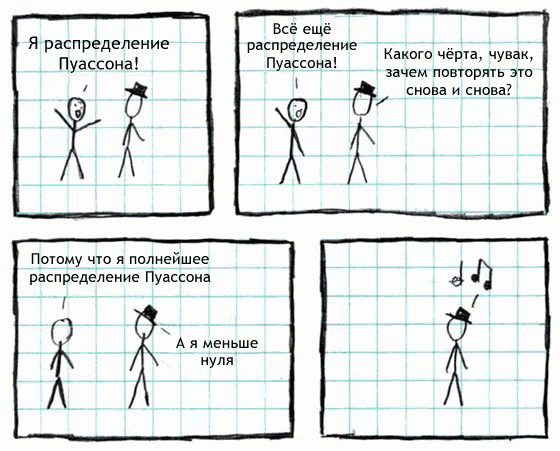 Я распределение
Пуассона!
Всё ещё
распределение
Пуассона!
Какого чёрта, чувак,
зачем повторять это
снова и снова?
Потому что я полнейшее
распределение Пуассона
А я меньше
нуля